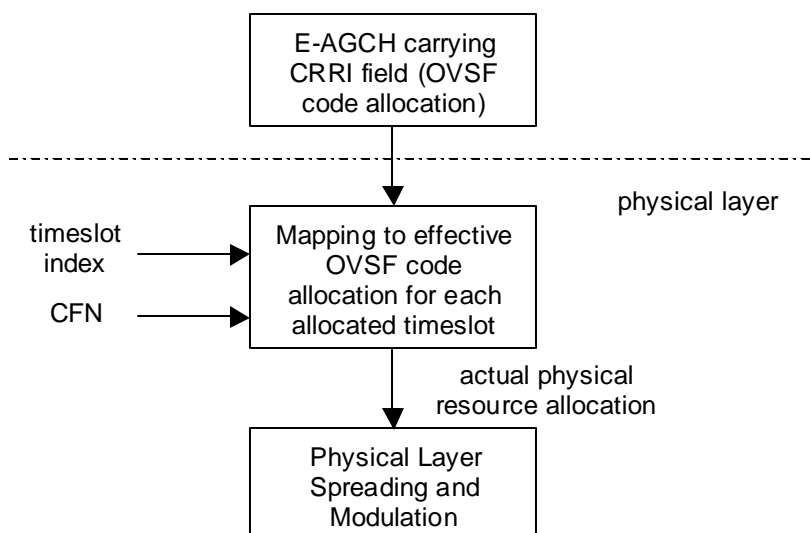 E-AGCH carrying
CRRI field (OVSF
code allocation)
physical layer
timeslot
index
CFN
Mapping to effective
OVSF code
allocation for each
allocated timeslot
actual physical
resource allocation
Physical Layer
Spreading and
Modulation